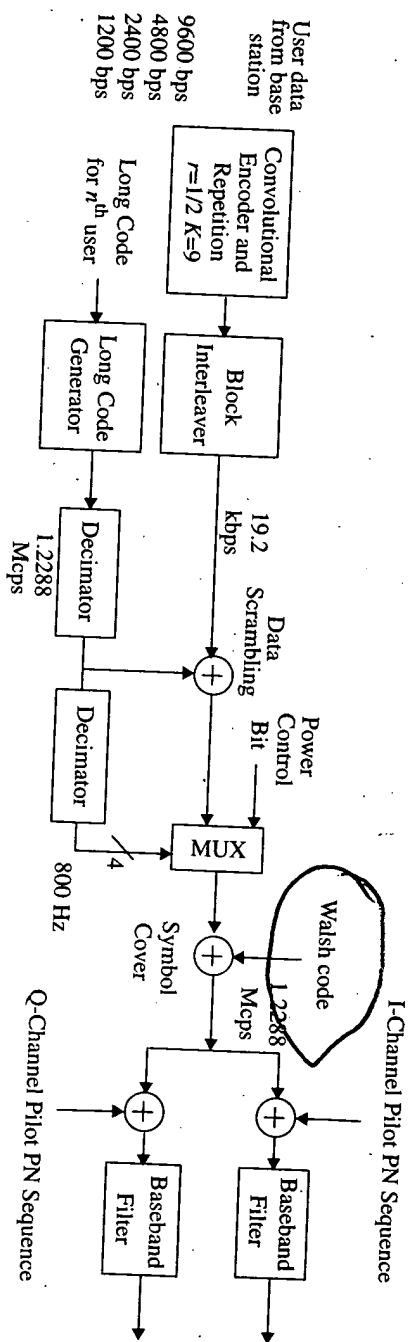 User data
from base
station
9600 bps
4800 bps
2400 bps
1200 bps
Convolutional
Encoder and
Repetition
r=1/2 K=9
Block
Interleaver
19.2
kbps
Data
Scrambling
Power
Control
Bit
MUX
Walsh code
1.2288
Mcps
Symbol
Cover
I-Channel Pilot PN Sequence
Baseband
Filter
Baseband
Filter
Q-Channel Pilot PN Sequence
Long Code
for nth user
Long Code
Generator
Decimator
1.2288
Mcps
Decimator
4
800 Hz